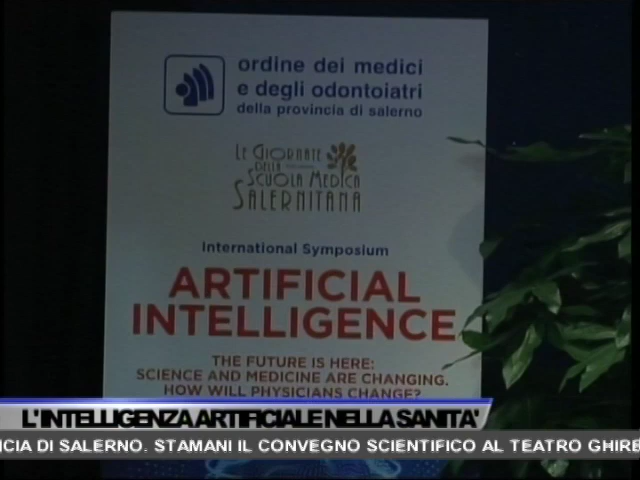 ordine dei medici
e degli odontoiatri
della provincia di salerno
LE GIORNATE
DELLA
SCUOLA MEDICA
SALERNITANA
International Symposium
ARTIFICIAL
INTELLIGENCE
THE FUTURE IS HERE:
SCIENCE AND MEDICINE ARE CHANGING.
HOW WILL PHYSICIANS CHANGE?
L'INTELLIGENZA ARTIFICIALE NELLA SANITA'
NCIA DI SALERNO. STAMANI IL CONVEGNO SCIENTIFICO AL TEATRO GHIRE